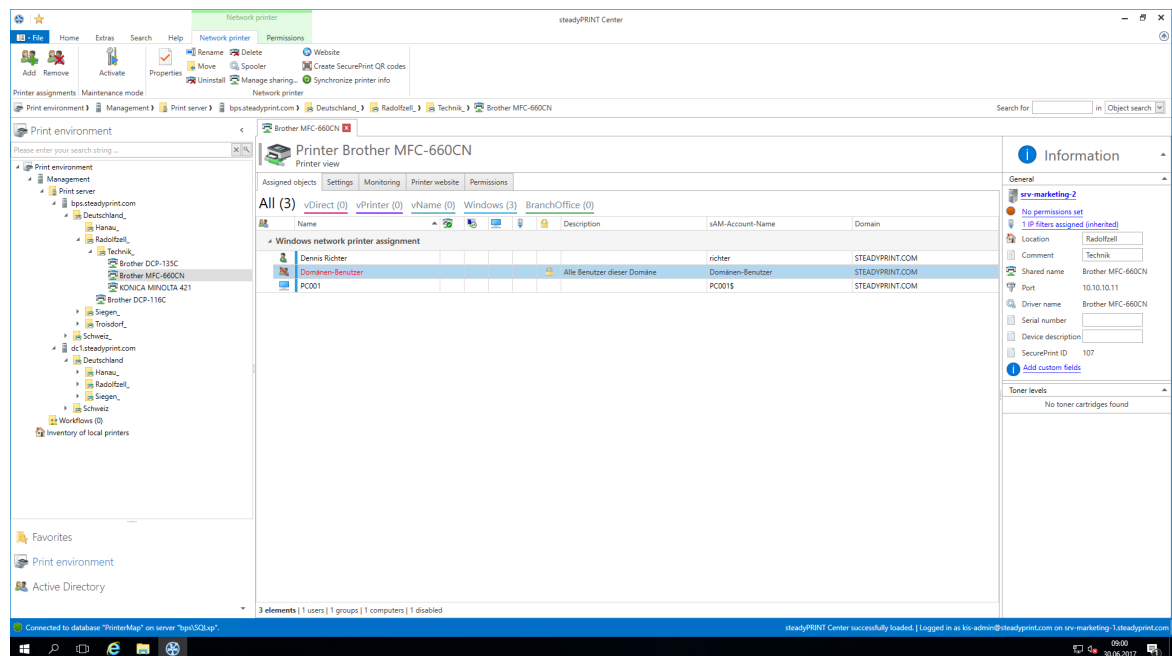 Network printer
steadyPRINT Center
File Home Extras Search Help Network printer Permissions
Add Remove Activate Properties
Rename Delete Website
Move Spooler Create SecurePrint QR codes
Uninstall Manage sharing... Synchronize printer info
Printer assignments Maintenance mode Network printer
Print environment Management Print server bps.steadyprint.com Deutschland_ Radolfzell_ Technik_ Brother MFC-660CN
Search for in Object search
Print environment
Please enter your search string ...
Print environment
Management
Print server
bps.steadyprint.com
Deutschland_
Hanau_
Radolfzell_
Technik_
Brother DCP-135C
Brother MFC-660CN
KONICA MINOLTA 421
Brother DCP-116C
Siegen_
Troisdorf_
Schweiz_
dc1.steadyprint.com
Deutschland
Hanau_
Radolfzell_
Siegen_
Schweiz
Workflows (0)
Inventory of local printers
Favorites
Print environment
Active Directory
Brother MFC-660CN
Printer Brother MFC-660CN
Printer view
Assigned objects Settings Monitoring Printer website Permissions
All (3) vDirect (0) vPrinter (0) vName (0) Windows (3) BranchOffice (0)
Name Description sAM-Account-Name Domain
Windows network printer assignment
Dennis Richter richter STEADYPRINT.COM
Domänen-Benutzer Alle Benutzer dieser Domäne Domänen-Benutzer STEADYPRINT.COM
PC001 PC001$ STEADYPRINT.COM
3 elements | 1 users | 1 groups | 1 computers | 1 disabled
Information
General
srv-marketing-2
No permissions set
1 IP filters assigned (inherited)
Location Radolfzell
Comment Technik
Shared name Brother MFC-660CN
Port 10.10.10.11
Driver name Brother MFC-660CN
Serial number
Device description
SecurePrint ID 107
Add custom fields
Toner levels
No toner cartridges found
Connected to database "PrinterMap" on server "bps\SQLxp".
steadyPRINT Center successfully loaded. | Logged in as kis-admin@steadyprint.com on srv-marketing-1.steadyprint.com
09:00
30.06.2017